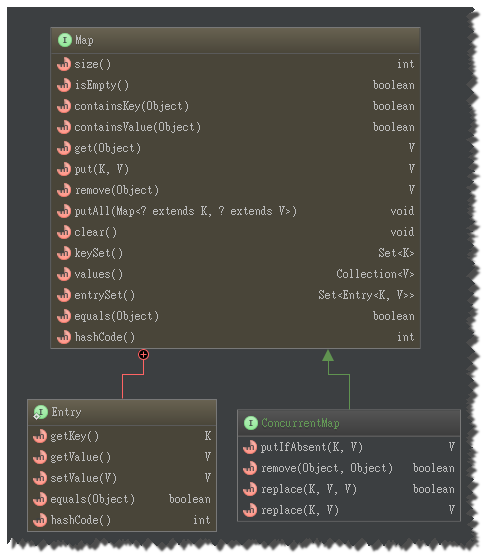 I Map
m size() int
m isEmpty() boolean
m containsKey(Object) boolean
m containsValue(Object) boolean
m get(Object) V
m put(K, V) V
m remove(Object) V
m putAll(Map<? extends K, ? extends V>) void
m clear() void
m keySet() Set<K>
m values() Collection<V>
m entrySet() Set<Entry<K, V>>
m equals(Object) boolean
m hashCode() int
I Entry
m getKey() K
m getValue() V
m setValue(V) V
m equals(Object) boolean
m hashCode() int
I ConcurrentMap
m putIfAbsent(K, V) V
m remove(Object, Object) boolean
m replace(K, V, V) boolean
m replace(K, V) V